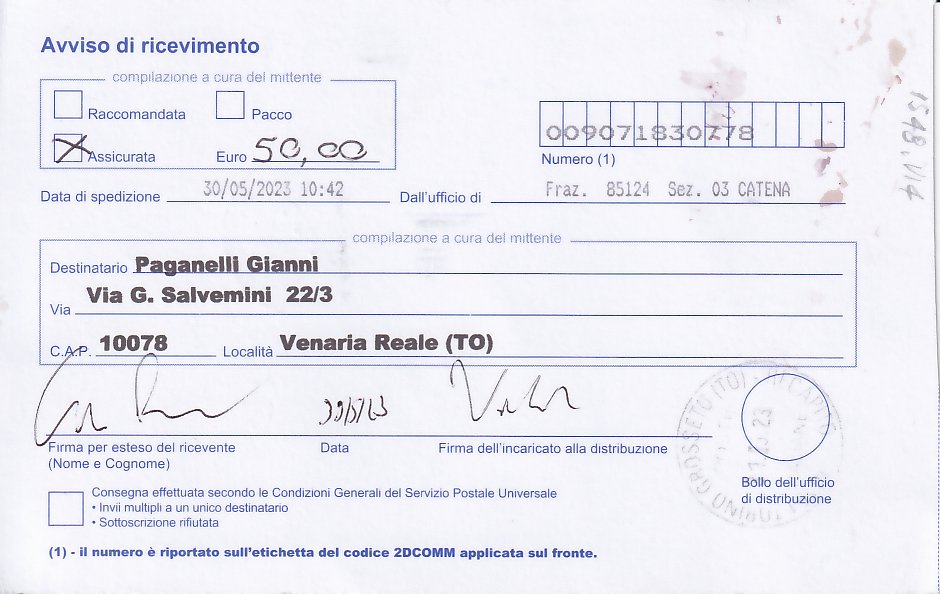 Avviso di ricevimento
compilazione a cura del mittente
Raccomandata Pacco
Assicurata Euro 50,00
009071830778
Numero (1)
Data di spedizione 30/05/2023 10:42 Dall'ufficio di Fraz. 85124 Sez. 03 CATENA
compilazione a cura del mittente
Destinatario Paganelli Gianni
Via Via G. Salvemini 22/3
C.A.P. 10078 Località Venaria Reale (TO)
Firma per esteso del ricevente Data Firma dell'incaricato alla distribuzione
(Nome e Cognome)
GROSSETO (TO)
23
Bollo dell'ufficio
di distribuzione
Consegna effettuata secondo le Condizioni Generali del Servizio Postale Universale
• Invii multipli a un unico destinatario
• Sottoscrizione rifiutata
(1) - il numero è riportato sull'etichetta del codice 2DCOMM applicata sul fronte.